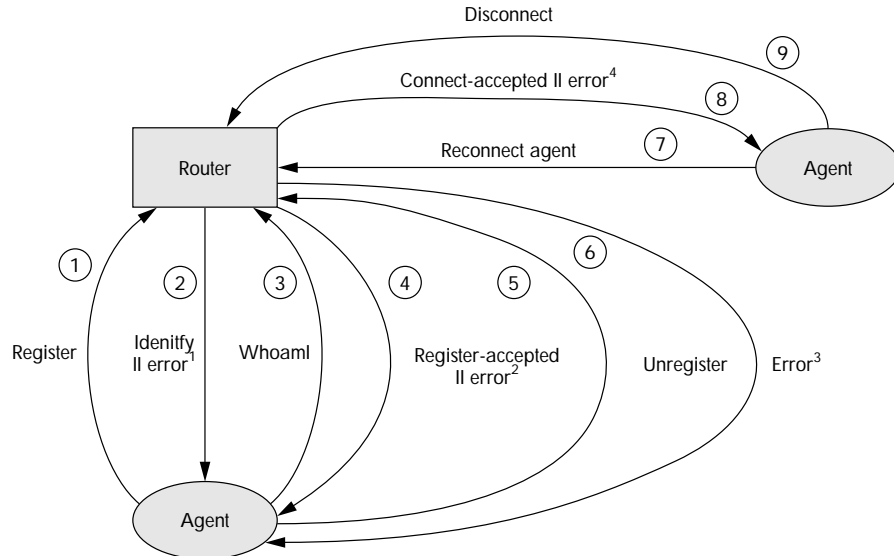 Disconnect
9
Connect-accepted II error4
8
7
Reconnect agent
Router
Agent
6
1
2
3
4
5
Idenitfy
II error1
Register
WhoamI
Register-accepted
II error2
Unregister
Error3
Agent